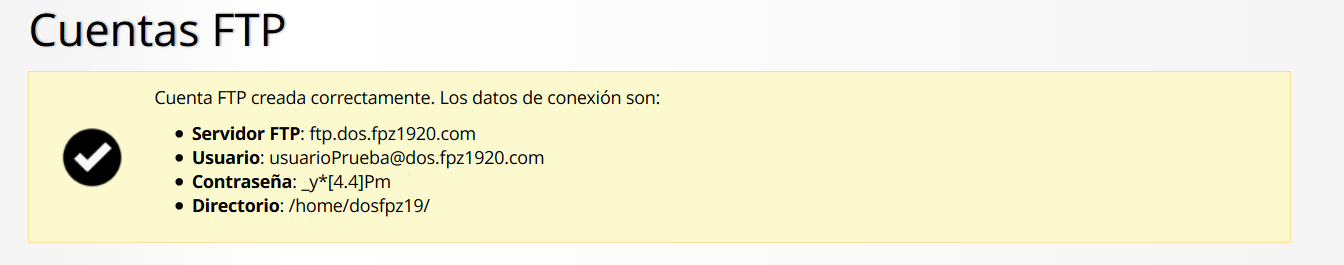 Cuentas FTP
Cuenta FTP creada correctamente. Los datos de conexión son:
• Servidor FTP: ftp.dos.fpz1920.com
• Usuario: usuarioPrueba@dos.fpz1920.com
• Contraseña: _y*[4.4]Pm
• Directorio: /home/dosfpz19/